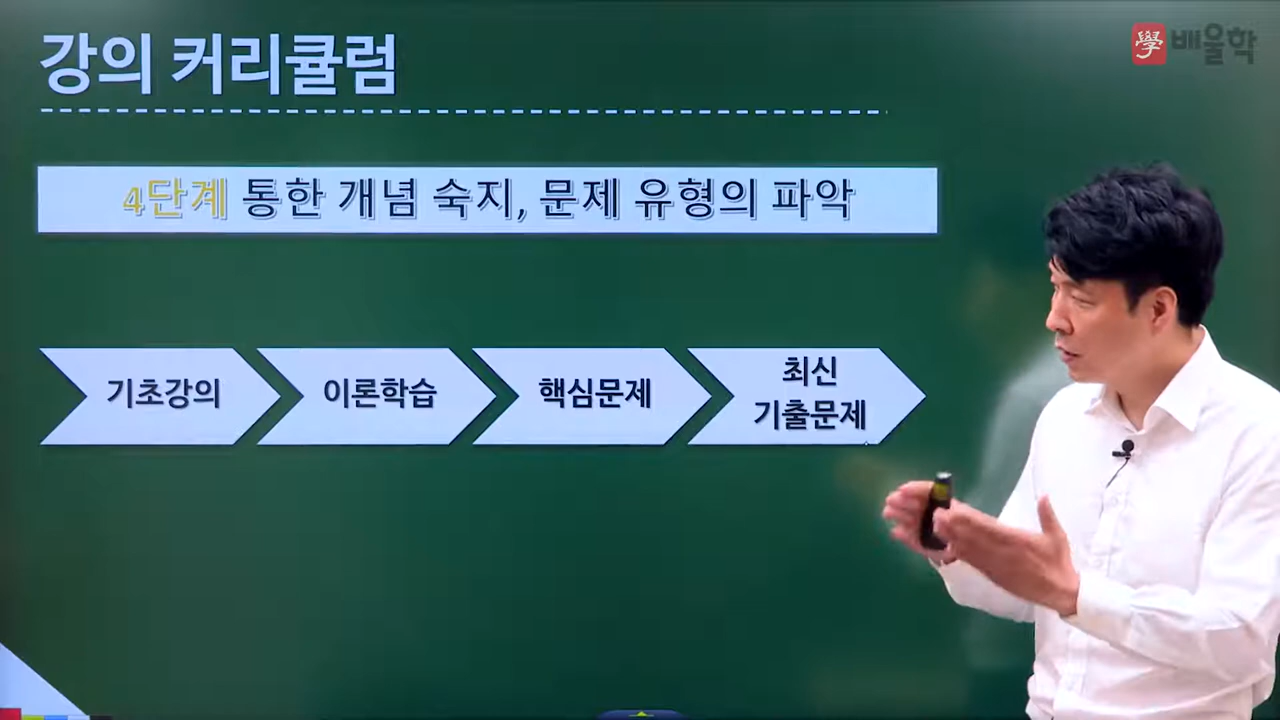 강의 커리큘럼
學 배울학
4단계 통한 개념 숙지, 문제 유형의 파악
기초강의
이론학습
핵심문제
최신
기출문제